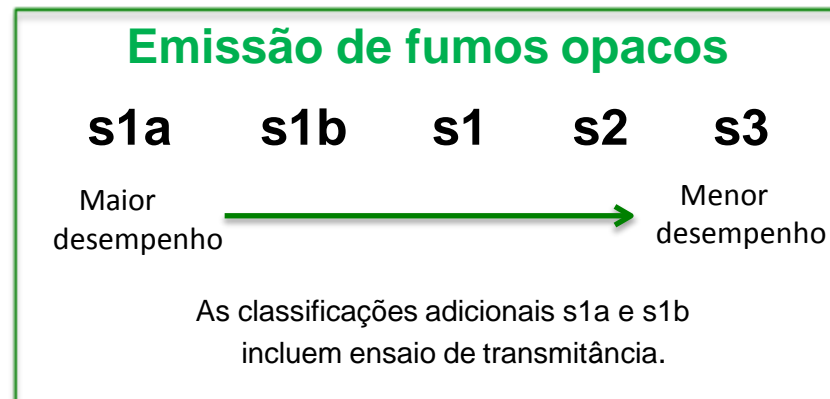 Emissão de fumos opacos
s1a s1b s1 s2 s3
Maior Menor
desempenho desempenho
As classificações adicionais s1a e s1b
incluem ensaio de transmitância.